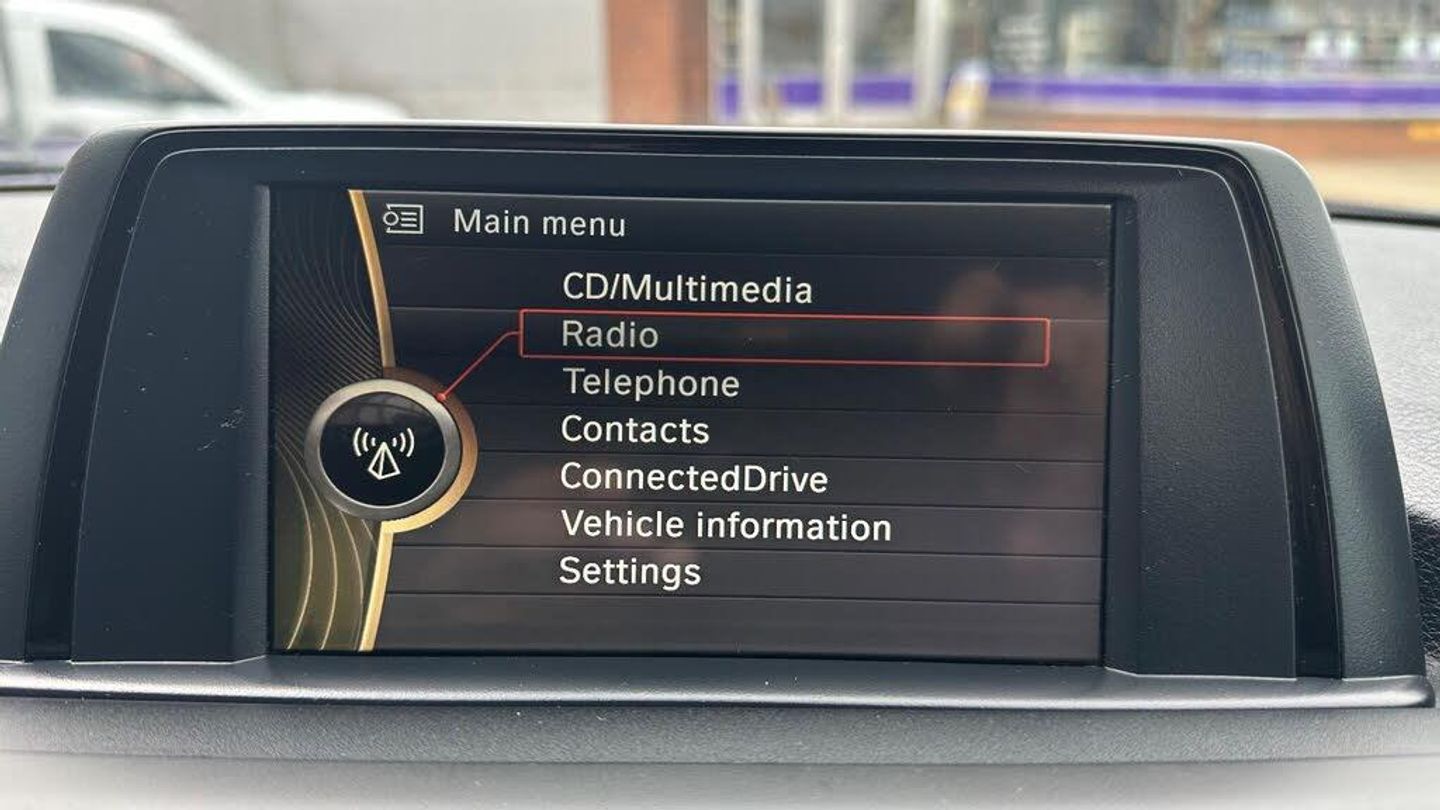 Main menu
CD/Multimedia
Radio
Telephone
Contacts
ConnectedDrive
Vehicle information
Settings